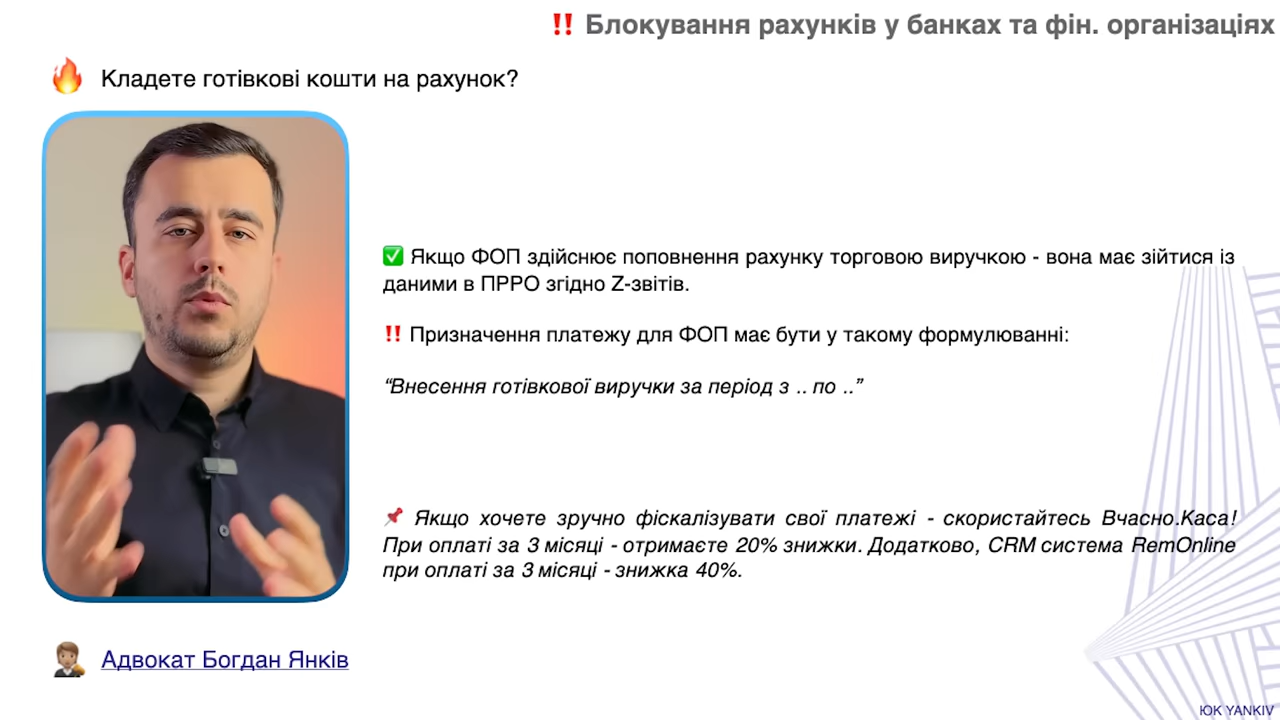 ‼️ Блокування рахунків у банках та фін. організаціях
🔥 Кладете готівкові кошти на рахунок?
✅ Якщо ФОП здійснює поповнення рахунку торговою виручкою - вона має зійтися із
даними в ПРРО згідно Z-звітів.
‼️ Призначення платежу для ФОП має бути у такому формулюванні:
“Внесення готівкової виручки за період з .. по ..”
📌 Якщо хочете зручно фіскалізувати свої платежі - скористайтесь Вчасно.Каса!
При оплаті за 3 місяці - отримаєте 20% знижки. Додатково, CRM система RemOnline
при оплаті за 3 місяці - знижка 40%.
Адвокат Богдан Янків
ЮК YANKIV